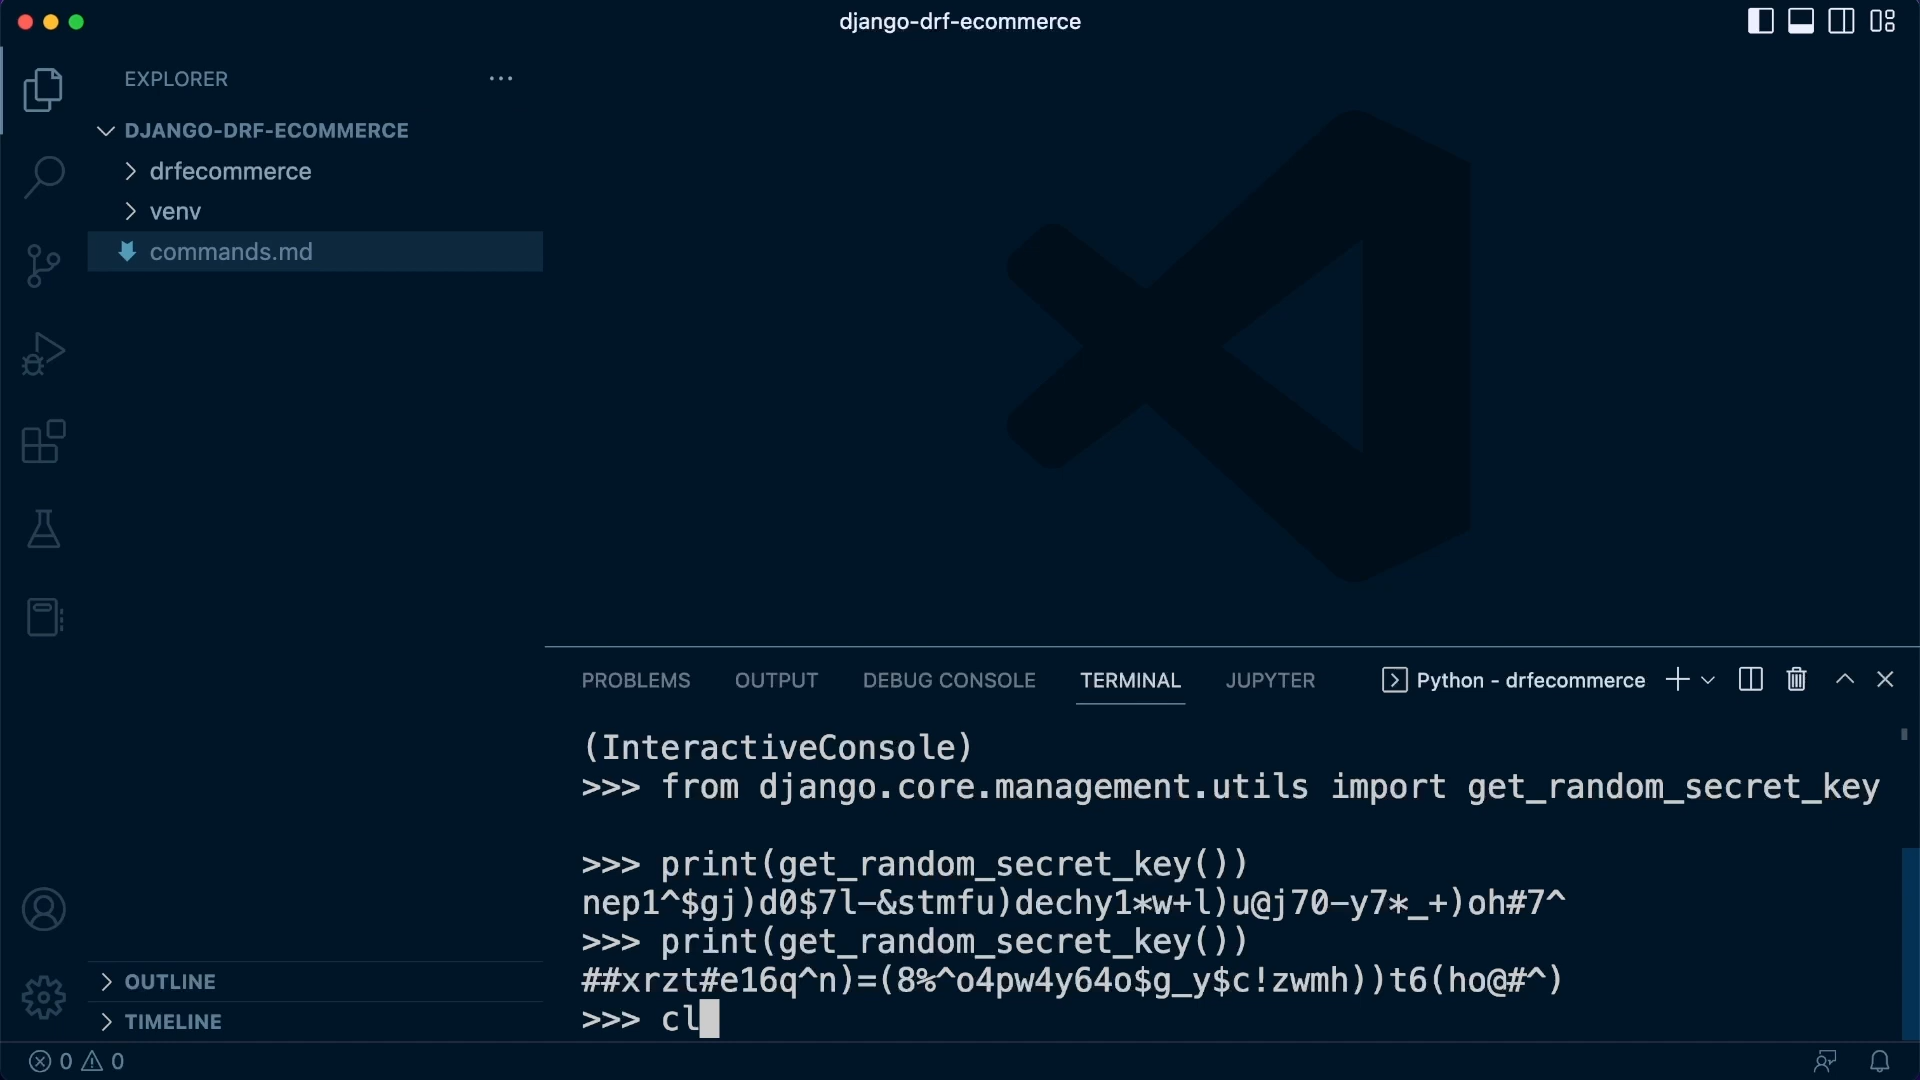 django-drf-ecommerce
EXPLORER
DJANGO-DRF-ECOMMERCE
drfecommerce
venv
commands.md
PROBLEMS
OUTPUT
DEBUG CONSOLE
TERMINAL
JUPYTER
Python - drfecommerce
(InteractiveConsole)
>>> from django.core.management.utils import get_random_secret_key
>>> print(get_random_secret_key())
nep1^$gj)d0$7l-&stmfu)dechy1*w+l)u@j70-y7*_+)oh#7^
>>> print(get_random_secret_key())
##xrzt#e16q^n)=(8%^o4pw4y64o$g_y$c!zwmh))t6(ho@#^)
>>> cl
OUTLINE
TIMELINE
0 0